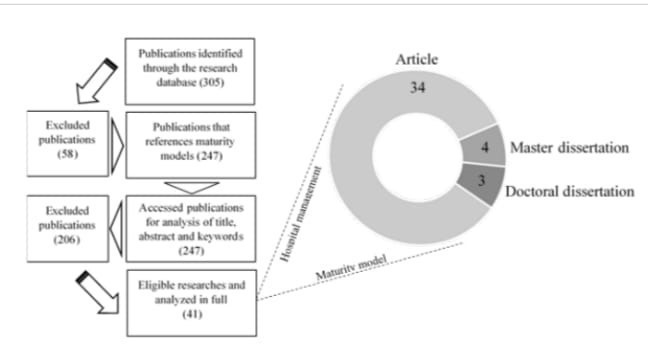 Publications identified
through the research
database (305)
Excluded
publications
(58)
Publications that
references maturity
models (247)
Excluded
publications
(206)
Accessed publications
for analysis of title,
abstract and keywords
(247)
Eligible researches and
analyzed in full
(41)
Hospital management
Maturity model
Article
34
4
Master dissertation
3
Doctoral dissertation